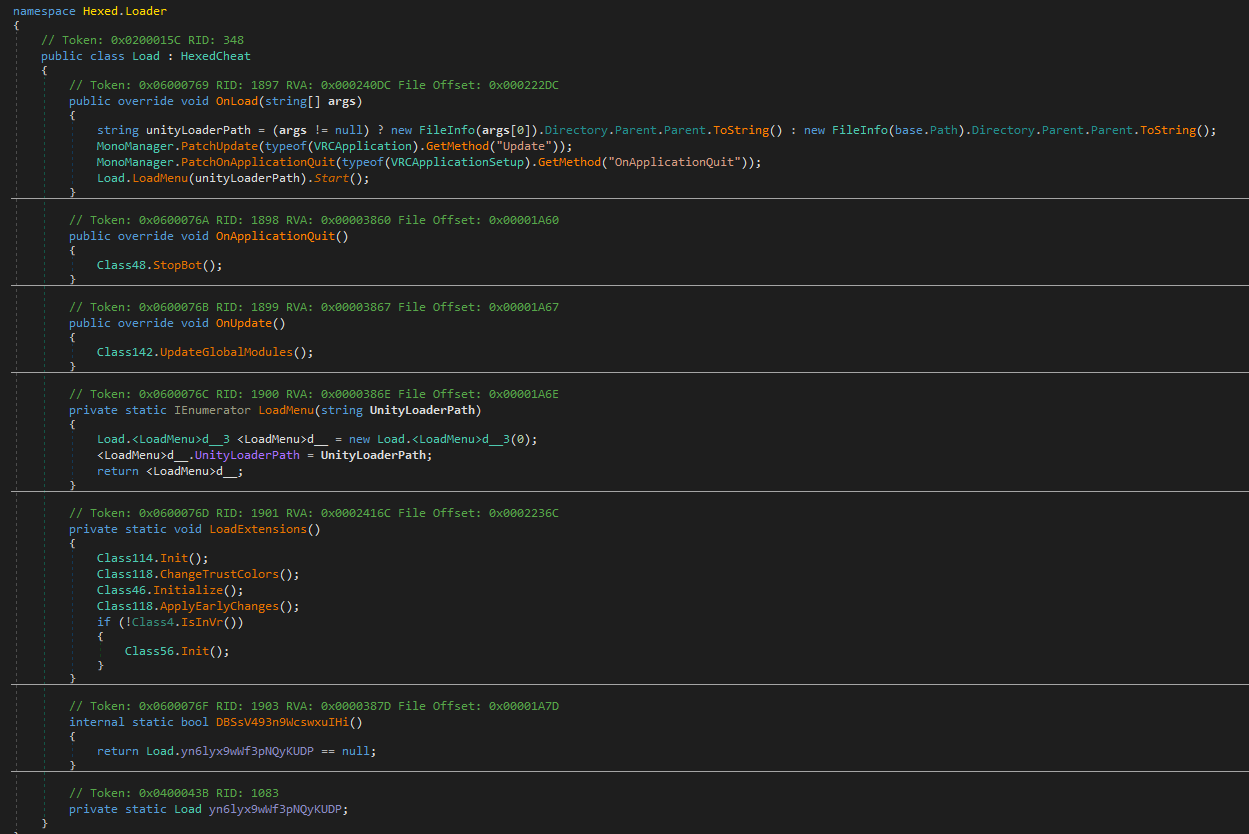 namespace Hexed.Loader
{
// Token: 0x0200015C RID: 348
public class Load : HexedCheat
{
// Token: 0x06000769 RID: 1897 RVA: 0x000240DC File Offset: 0x000222DC
public override void OnLoad(string[] args)
{
string unityLoaderPath = (args != null) ? new FileInfo(args[0]).Directory.Parent.Parent.ToString() : new FileInfo(base.Path).Directory.Parent.Parent.ToString();
MonoManager.PatchUpdate(typeof(VRCApplication).GetMethod("Update"));
MonoManager.PatchOnApplicationQuit(typeof(VRCApplicationSetup).GetMethod("OnApplicationQuit"));
Load.LoadMenu(unityLoaderPath).Start();
}
// Token: 0x0600076A RID: 1898 RVA: 0x00003860 File Offset: 0x00001A60
public override void OnApplicationQuit()
{
Class48.StopBot();
}
// Token: 0x0600076B RID: 1899 RVA: 0x00003867 File Offset: 0x00001A67
public override void OnUpdate()
{
Class142.UpdateGlobalModules();
}
// Token: 0x0600076C RID: 1900 RVA: 0x0000386E File Offset: 0x00001A6E
private static IEnumerator LoadMenu(string UnityLoaderPath)
{
Load.<LoadMenu>d__3 <LoadMenu>d__ = new Load.<LoadMenu>d__3(0);
<LoadMenu>d__.UnityLoaderPath = UnityLoaderPath;
return <LoadMenu>d__;
}
// Token: 0x0600076D RID: 1901 RVA: 0x0002416C File Offset: 0x0002236C
private static void LoadExtensions()
{
Class114.Init();
Class118.ChangeTrustColors();
Class46.Initialize();
Class118.ApplyEarlyChanges();
if (!Class4.IsInVr())
{
Class56.Init();
}
}
// Token: 0x0600076F RID: 1903 RVA: 0x0000387D File Offset: 0x00001A7D
internal static bool DBSsV493n9WcswxuIHi()
{
return Load.yn6lyx9wWf3pNQyKUDP == null;
}
// Token: 0x0400043B RID: 1083
private static Load yn6lyx9wWf3pNQyKUDP;
}